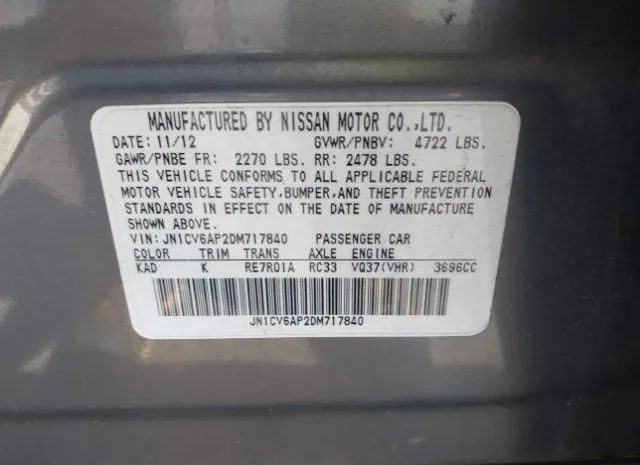 MANUFACTURED BY NISSAN MOTOR CO.,LTD.
DATE: 11/12 GVWR/PNBV: 4722 LBS.
GAWR/PNBE FR: 2270 LBS. RR: 2478 LBS.
THIS VEHICLE CONFORMS TO ALL APPLICABLE FEDERAL
MOTOR VEHICLE SAFETY,BUMPER,AND THEFT PREVENTION
STANDARDS IN EFFECT ON THE DATE OF MANUFACTURE
SHOWN ABOVE.
VIN: JN1CV6AP2DM717840 PASSENGER CAR
COLOR TRIM TRANS AXLE ENGINE
KAD K RE7R01A RC33 VQ37(VHR) 3696CC
JN1CV6AP2DM717840